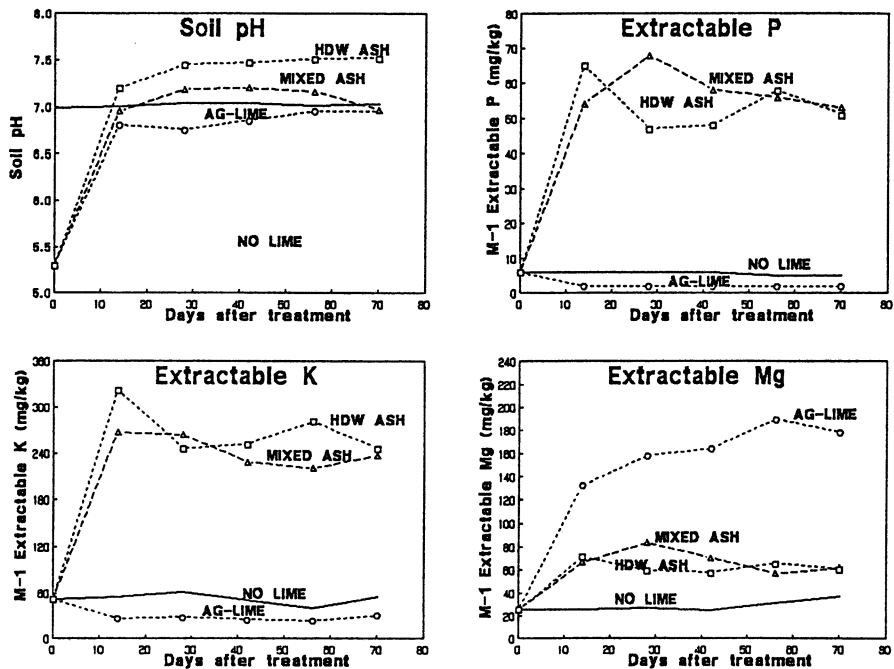 Soil pH
Soil pH
7.5
7.0
6.5
6.0
5.5
5.0
HDW ASH
MIXED ASH
AG-LIME
NO LIME
0 10 20 30 40 50 60 70 80
Days after treatment
Extractable P
M-1 Extractable P (mg/kg)
80
70
60
50
40
30
20
10
0
MIXED ASH
HDW ASH
NO LIME
AG-LIME
0 10 20 30 40 50 60 70 80
Days after treatment
Extractable K
M-1 Extractable K (mg/kg)
360
300
240
180
120
60
0
HDW ASH
MIXED ASH
NO LIME
AG-LIME
0 10 20 30 40 50 60 70 80
Days after treatment
Extractable Mg
M-1 Extractable Mg (mg/kg)
240
220
200
180
160
140
120
100
80
60
40
20
0
AG-LIME
MIXED ASH
HDW ASH
NO LIME
0 10 20 30 40 50 60 70 80
Days after treatment